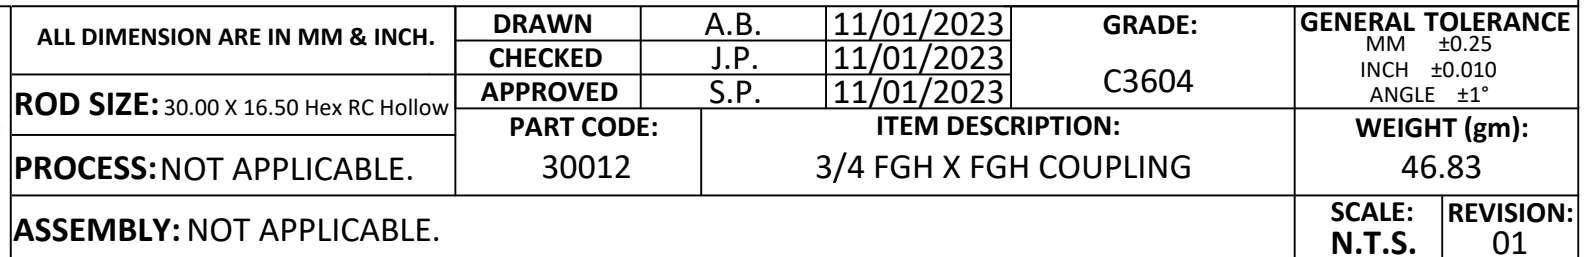 ALL DIMENSION ARE IN MM & INCH.
DRAWN A.B. 11/01/2023
CHECKED J.P. 11/01/2023
APPROVED S.P. 11/01/2023
GRADE:
C3604
GENERAL TOLERANCE
MM ±0.25
INCH ±0.010
ANGLE ±1°
ROD SIZE: 30.00 X 16.50 Hex RC Hollow
PART CODE:
30012
ITEM DESCRIPTION:
3/4 FGH X FGH COUPLING
WEIGHT (gm):
46.83
PROCESS: NOT APPLICABLE.
ASSEMBLY: NOT APPLICABLE.
SCALE:
N.T.S.
REVISION:
01